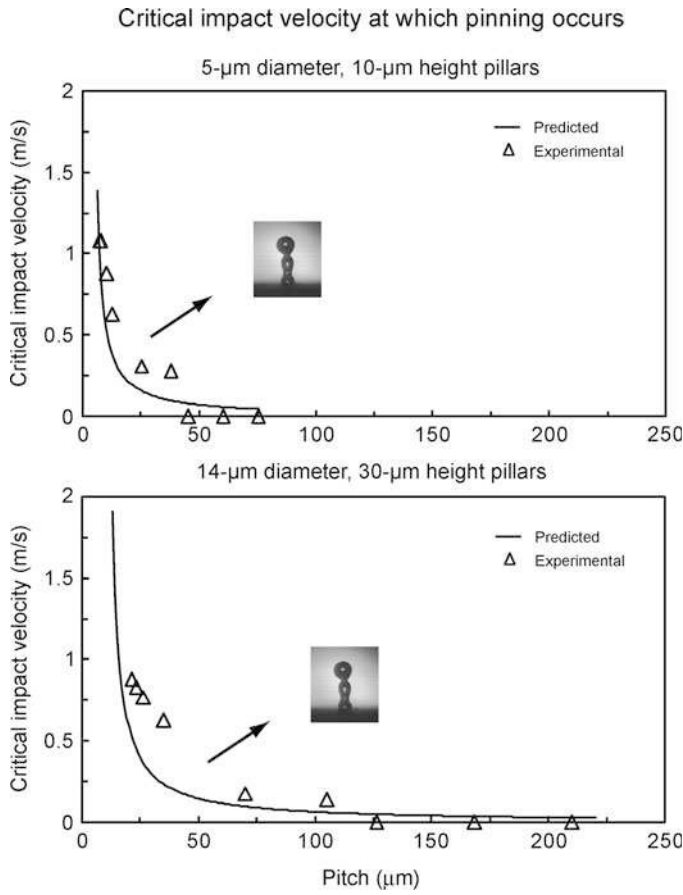 Critical impact velocity at which pinning occurs
5-μm diameter, 10-μm height pillars
Critical impact velocity (m/s)
2
1.5
1
0.5
0
Predicted
Experimental
0 50 100 150 200 250
14-μm diameter, 30-μm height pillars
Critical impact velocity (m/s)
2
1.5
1
0.5
0
Predicted
Experimental
0 50 100 150 200 250
Pitch (μm)